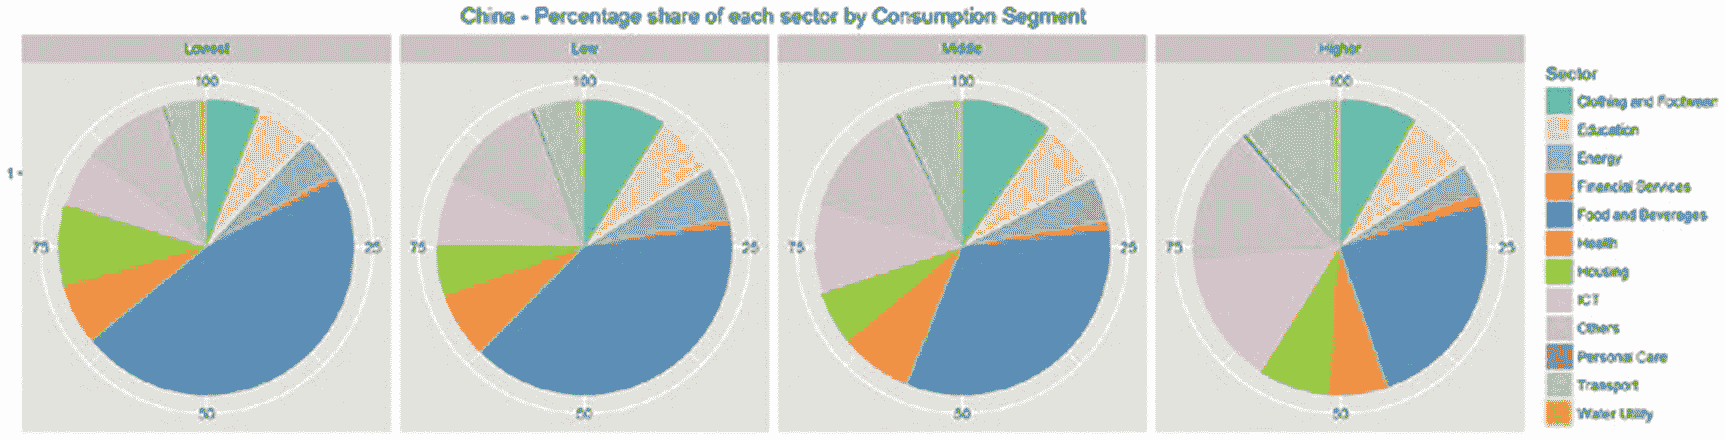 China - Percentage share of each sector by Consumption Segment
Lowest
Low
Middle
Higher
100
100
100
100
1
75
25
75
25
75
25
75
25
50
50
50
50
Sector
Clothing and Footwear
Education
Energy
Financial Services
Food and Beverages
Health
Housing
ICT
Others
Personal Care
Transport
Water Utility